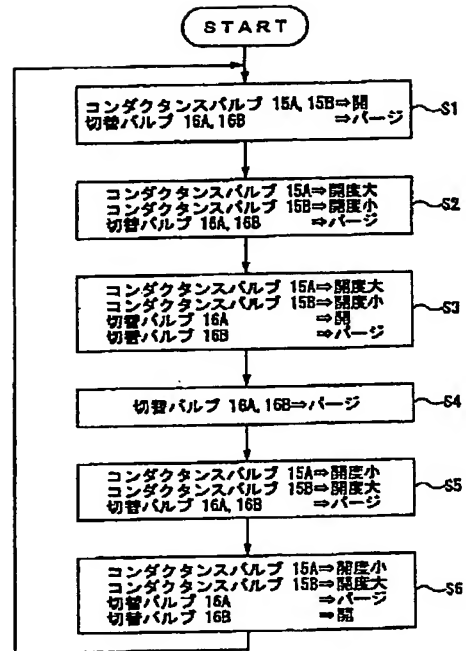 START
コンダクタンスバルブ 15A, 15B⇒開
切替バルブ 16A, 16B ⇒パージ
S1
コンダクタンスバルブ 15A⇒開度大
コンダクタンスバルブ 15B⇒開度小
切替バルブ 16A, 16B ⇒パージ
S2
コンダクタンスバルブ 15A⇒開度大
コンダクタンスバルブ 15B⇒開度小
切替バルブ 16A ⇒開
切替バルブ 16B ⇒パージ
S3
切替バルブ 16A, 16B⇒パージ
S4
コンダクタンスバルブ 15A⇒開度小
コンダクタンスバルブ 15B⇒開度大
切替バルブ 16A, 16B ⇒パージ
S5
コンダクタンスバルブ 15A⇒開度小
コンダクタンスバルブ 15B⇒開度大
切替バルブ 16A ⇒パージ
切替バルブ 16B ⇒開
S6